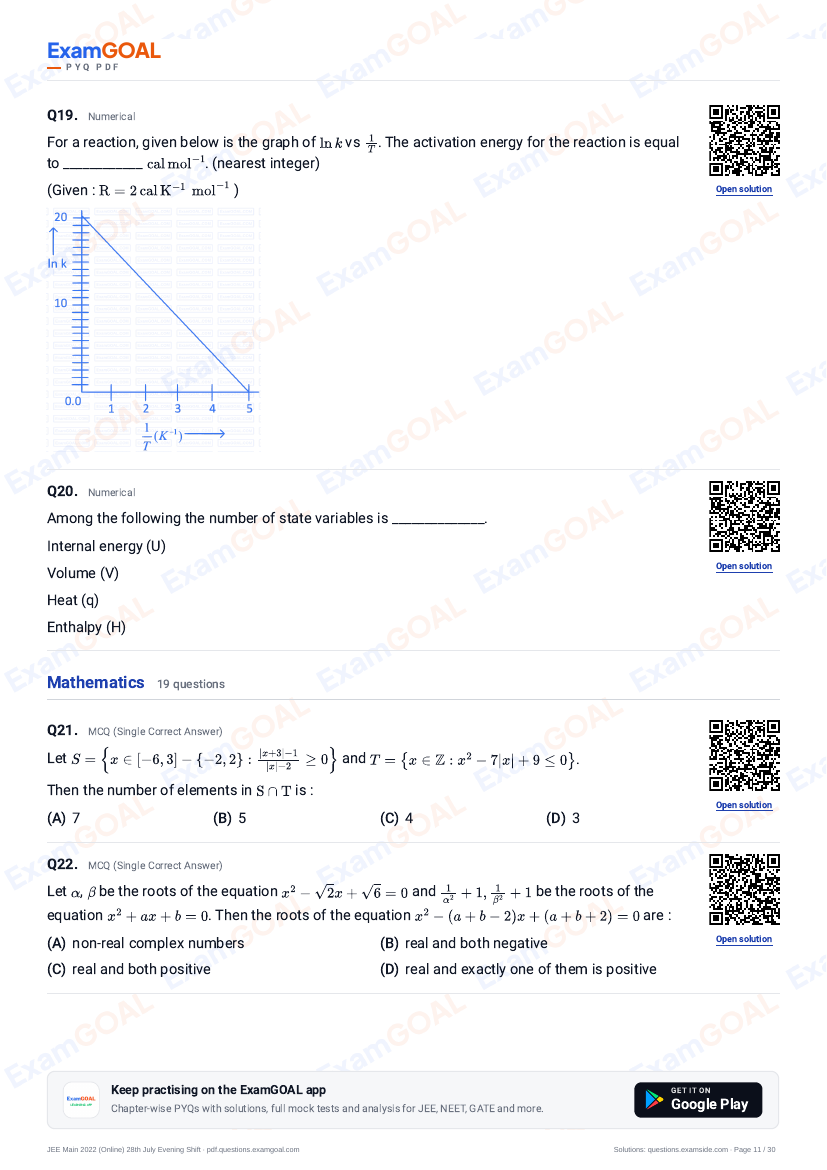 ExamGOAL
PYQ PDF
Q19. Numerical
For a reaction, given below is the graph of ln k vs 1/T. The activation energy for the reaction is equal
to ____________ cal mol⁻¹. (nearest integer)
(Given : R = 2 cal K⁻¹ mol⁻¹ )
Open solution
20
ln k
10
0.0
1 2 3 4 5
1/T (K⁻¹)
Q20. Numerical
Among the following the number of state variables is ______________.
Internal energy (U)
Volume (V)
Heat (q)
Enthalpy (H)
Open solution
Mathematics 19 questions
Q21. MCQ (Single Correct Answer)
Let S = {x ∈ [−6, 3] − {−2, 2} : (|x+3|−1)/(|x|−2) ≥ 0} and T = {x ∈ ℤ : x² − 7|x| + 9 ≤ 0}.
Then the number of elements in S ∩ T is :
(A) 7 (B) 5 (C) 4 (D) 3
Open solution
Q22. MCQ (Single Correct Answer)
Let α, β be the roots of the equation x² − √2x + √6 = 0 and 1/α² + 1, 1/β² + 1 be the roots of the
equation x² + ax + b = 0. Then the roots of the equation x² − (a + b − 2)x + (a + b + 2) = 0 are :
(A) non-real complex numbers (B) real and both negative
(C) real and both positive (D) real and exactly one of them is positive
Open solution
Keep practising on the ExamGOAL app
Chapter-wise PYQs with solutions, full mock tests and analysis for JEE, NEET, GATE and more.
GET IT ON
Google Play
JEE Main 2022 (Online) 28th July Evening Shift · pdf.questions.examgoal.com
Solutions: questions.examside.com · Page 11 / 30